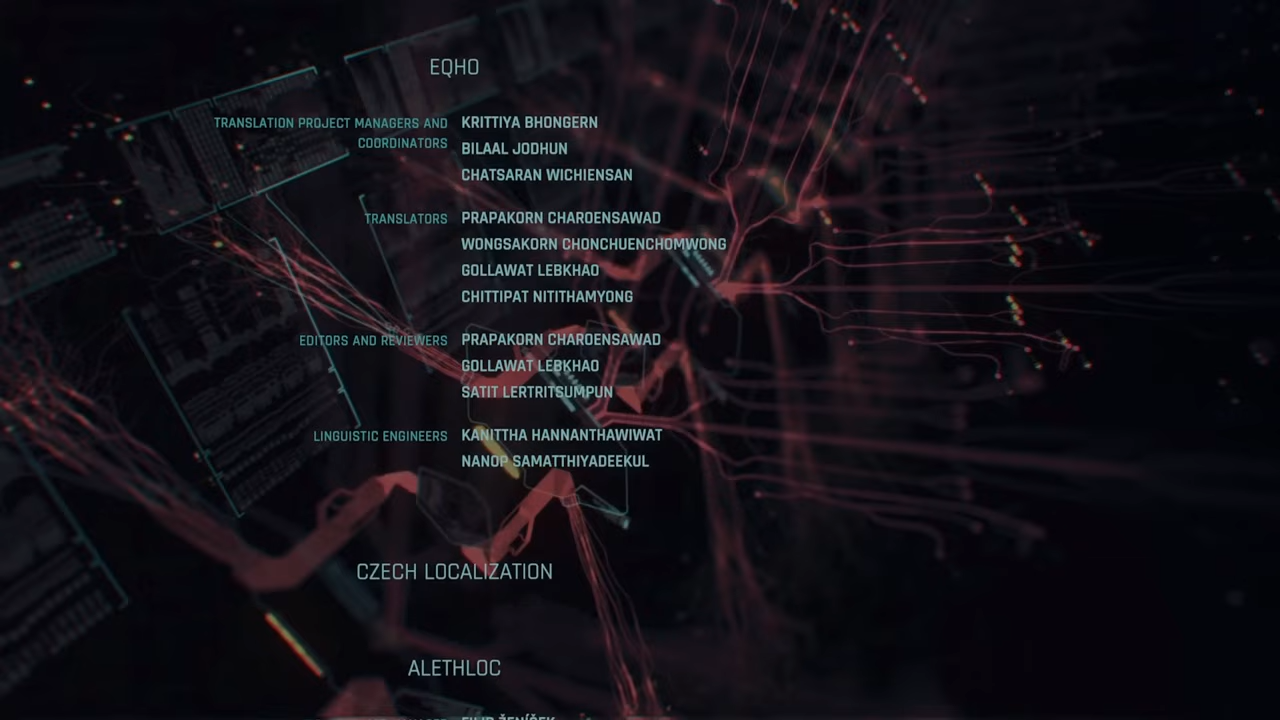 EQHO
TRANSLATION PROJECT MANAGERS AND COORDINATORS
KRITTIYA BHONGERN
BILAAL JODHUN
CHATSARAN WICHIENSAN
TRANSLATORS
PRAPAKORN CHAROENSAWAD
WONGSAKORN CHONCHUENCHOMWONG
GOLLAWAT LEBKHAO
CHITTIPAT NITITHAMYONG
EDITORS AND REVIEWERS
PRAPAKORN CHAROENSAWAD
GOLLAWAT LEBKHAO
SATIT LERTRITSUMPUN
LINGUISTIC ENGINEERS
KANITTHA HANNANTHAWIWAT
NANOP SAMATTHIYADEEKUL
CZECH LOCALIZATION
ALETHLOC